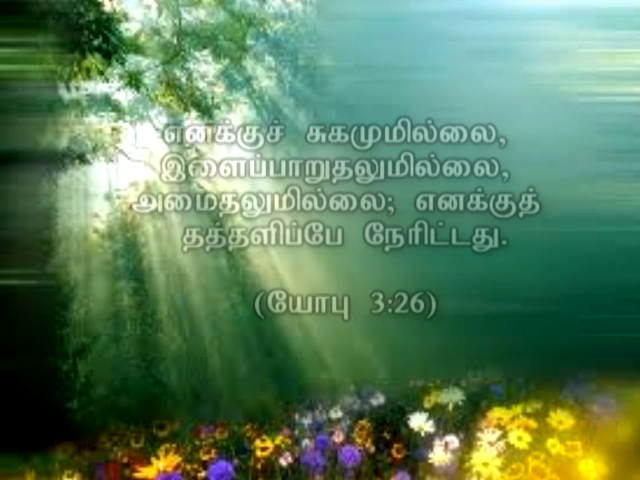 எனக்குச் சுகமுமில்லை,
இளைப்பாறுதலுமில்லை,
அமைதலுமில்லை; எனக்குத்
தத்தளிப்பே நேரிட்டது.
(யோபு 3:26)